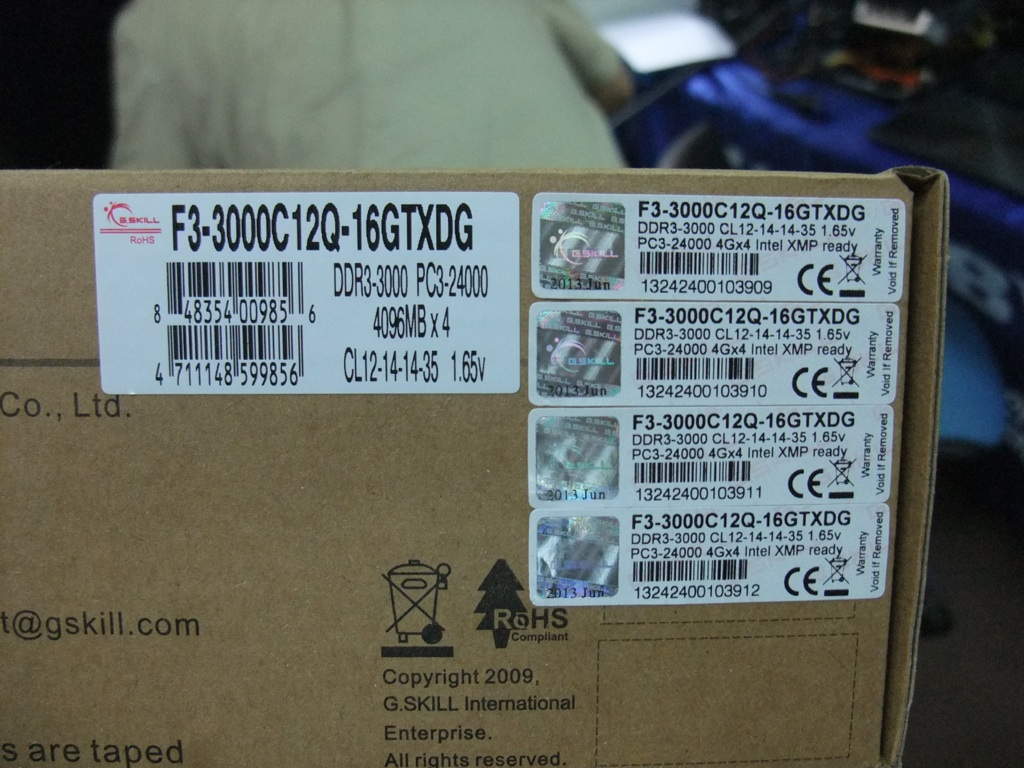 G.SKILL
RoHS
F3-3000C12Q-16GTXDG
DDR3-3000 PC3-24000
8 48354 00985 6
4096MB x 4
4 711148 599856
CL12-14-14-35 1.65v
G.SKILL
2013 Jun
F3-3000C12Q-16GTXDG
DDR3-3000 CL12-14-14-35 1.65v
PC3-24000 4Gx4 Intel XMP ready
13242400103909
CE
Warranty
Void If Removed
G.SKILL
2013 Jun
F3-3000C12Q-16GTXDG
DDR3-3000 CL12-14-14-35 1.65v
PC3-24000 4Gx4 Intel XMP ready
13242400103910
CE
Warranty
Void If Removed
2013 Jun
F3-3000C12Q-16GTXDG
DDR3-3000 CL12-14-14-35 1.65v
PC3-24000 4Gx4 Intel XMP ready
13242400103911
CE
Warranty
Void If Removed
2013 Jun
F3-3000C12Q-16GTXDG
DDR3-3000 CL12-14-14-35 1.65v
PC3-24000 4Gx4 Intel XMP ready
13242400103912
CE
Warranty
Void If Removed
Co., Ltd.
t@gskill.com
RoHS
Compliant
Copyright 2009,
G.SKILL International
Enterprise.
All rights reserved.
s are taped